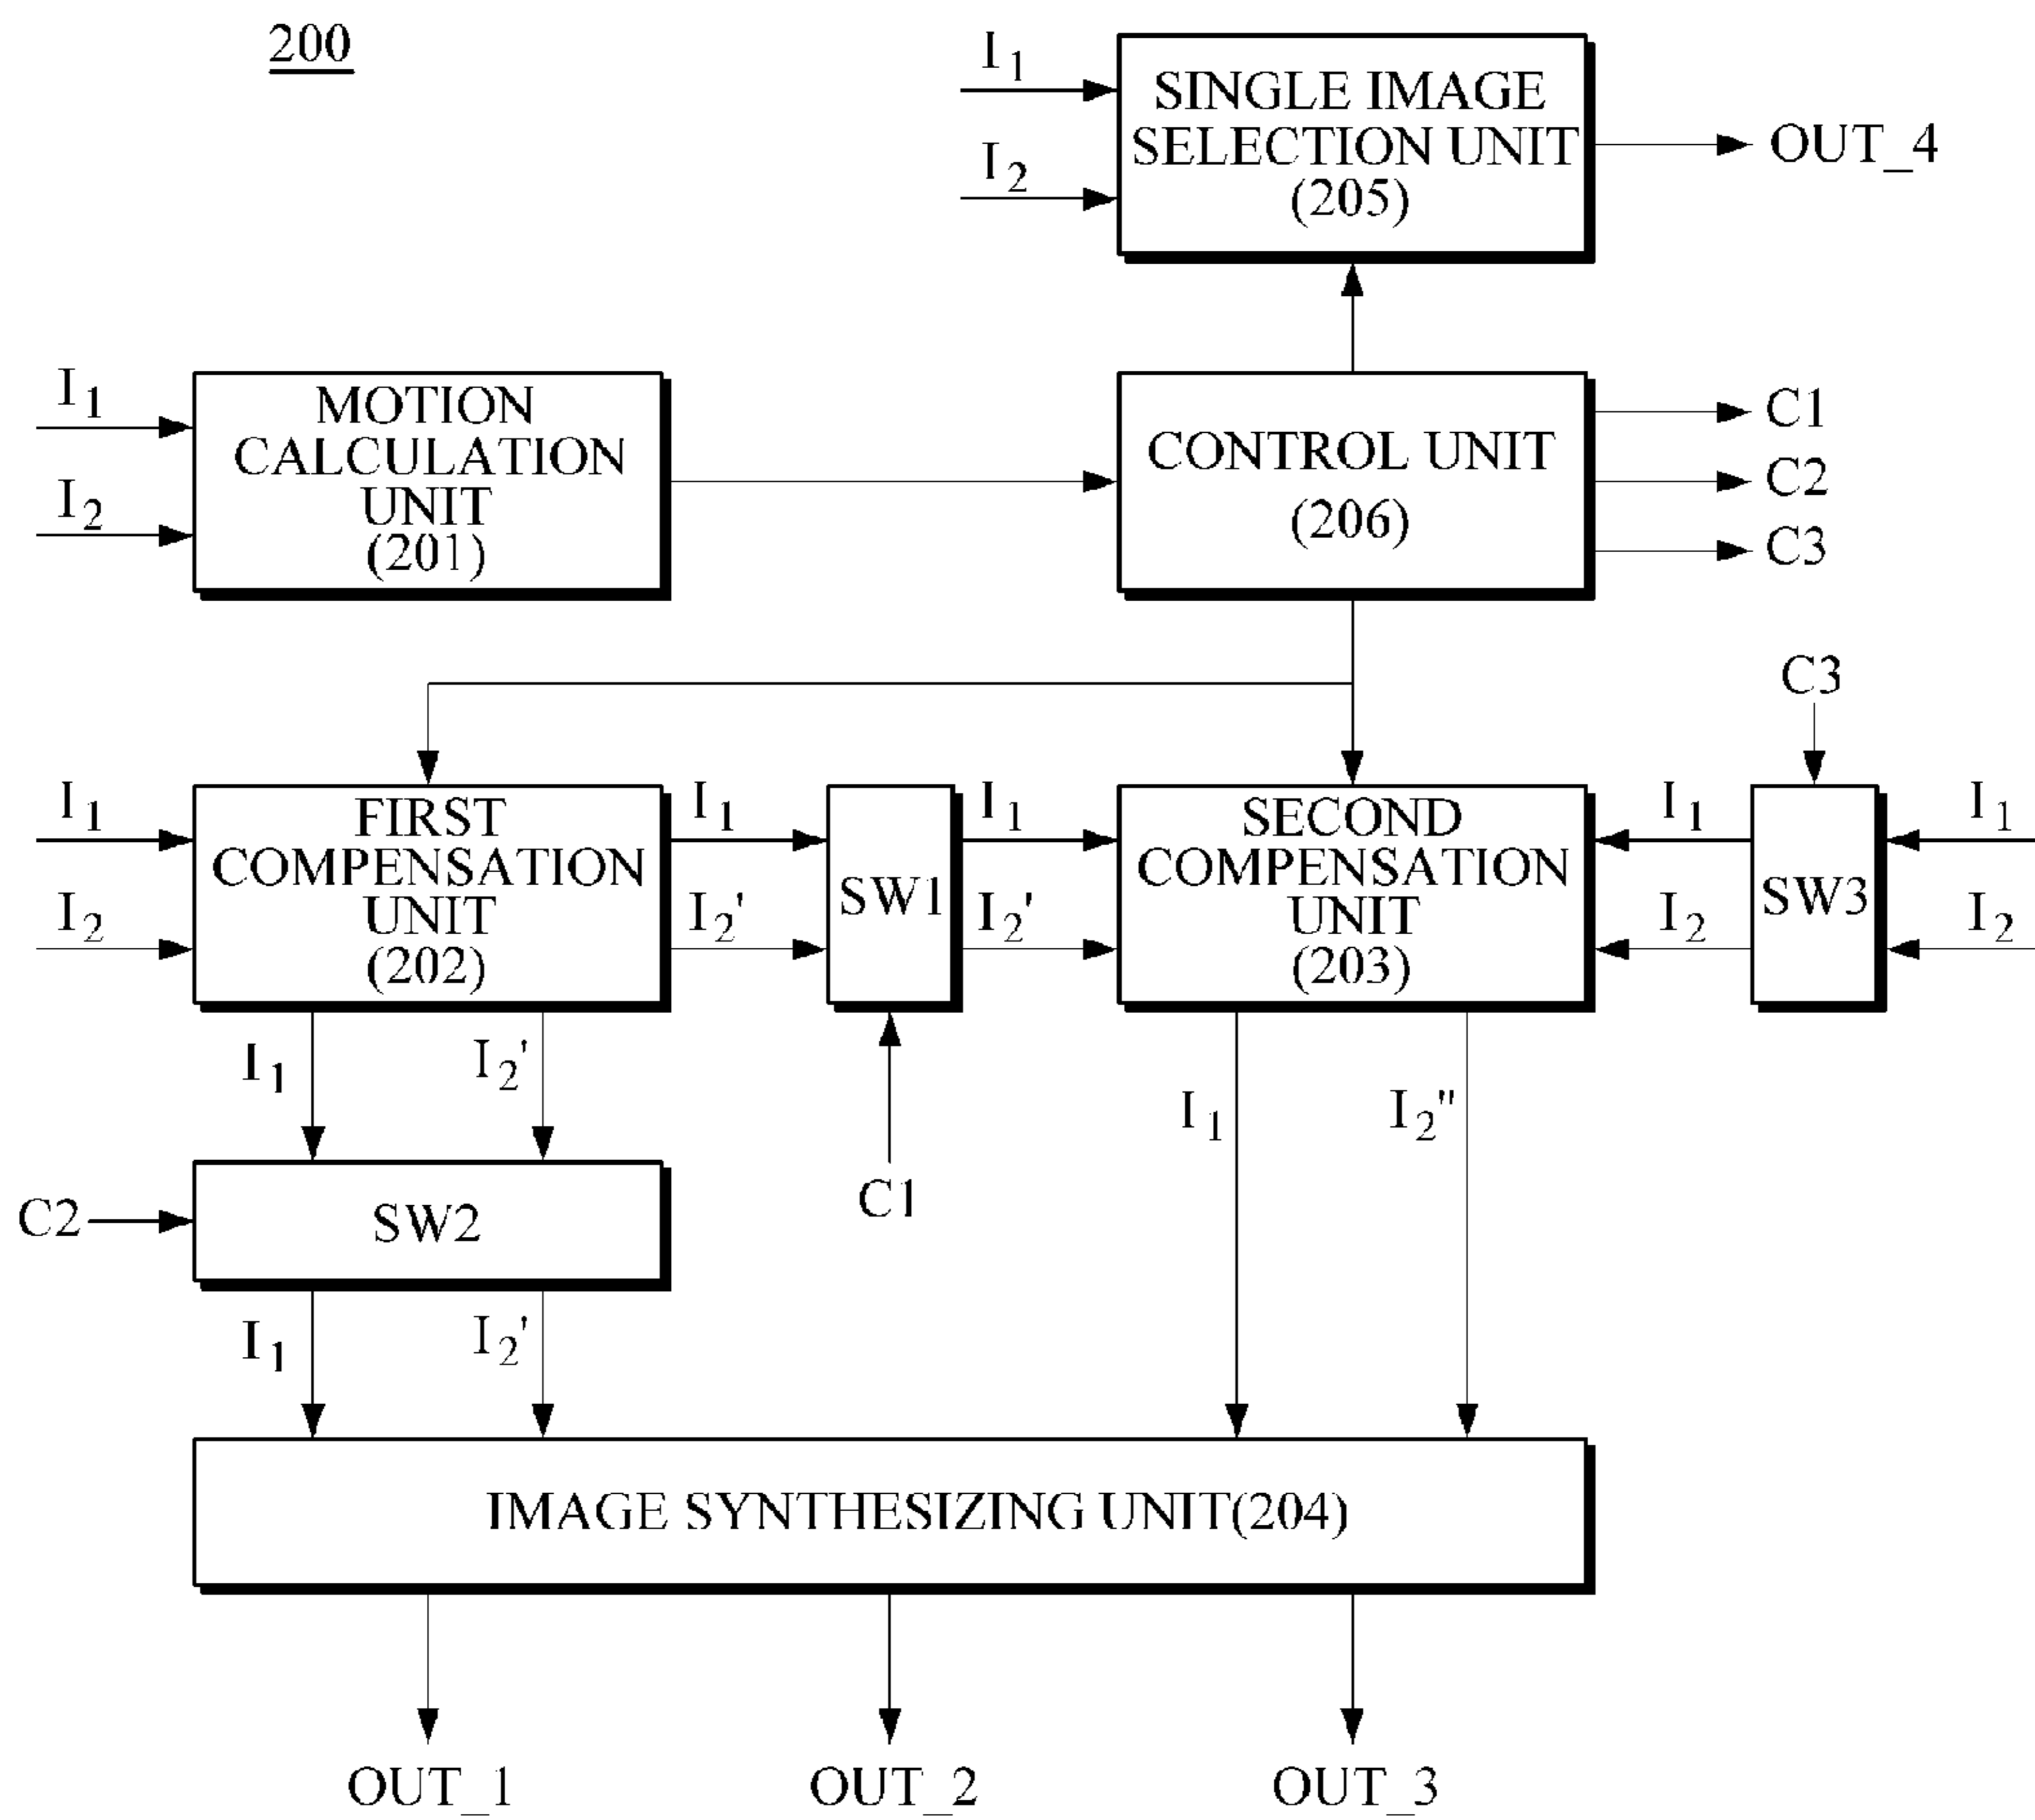 200
I1
SINGLE IMAGE
SELECTION UNIT
(205)
I2
OUT_4
I1
MOTION
CALCULATION
UNIT
(201)
I2
CONTROL UNIT
(206)
C1
C2
C3
C3
I1
FIRST
COMPENSATION
UNIT
(202)
I2
I1
I2'
SW1
I1
I2'
SECOND
COMPENSATION
UNIT
(203)
I1
I2
SW3
I1
I2
I1
I2'
C1
I1
I2"
C2
SW2
I1
I2'
IMAGE SYNTHESIZING UNIT(204)
OUT_1
OUT_2
OUT_3